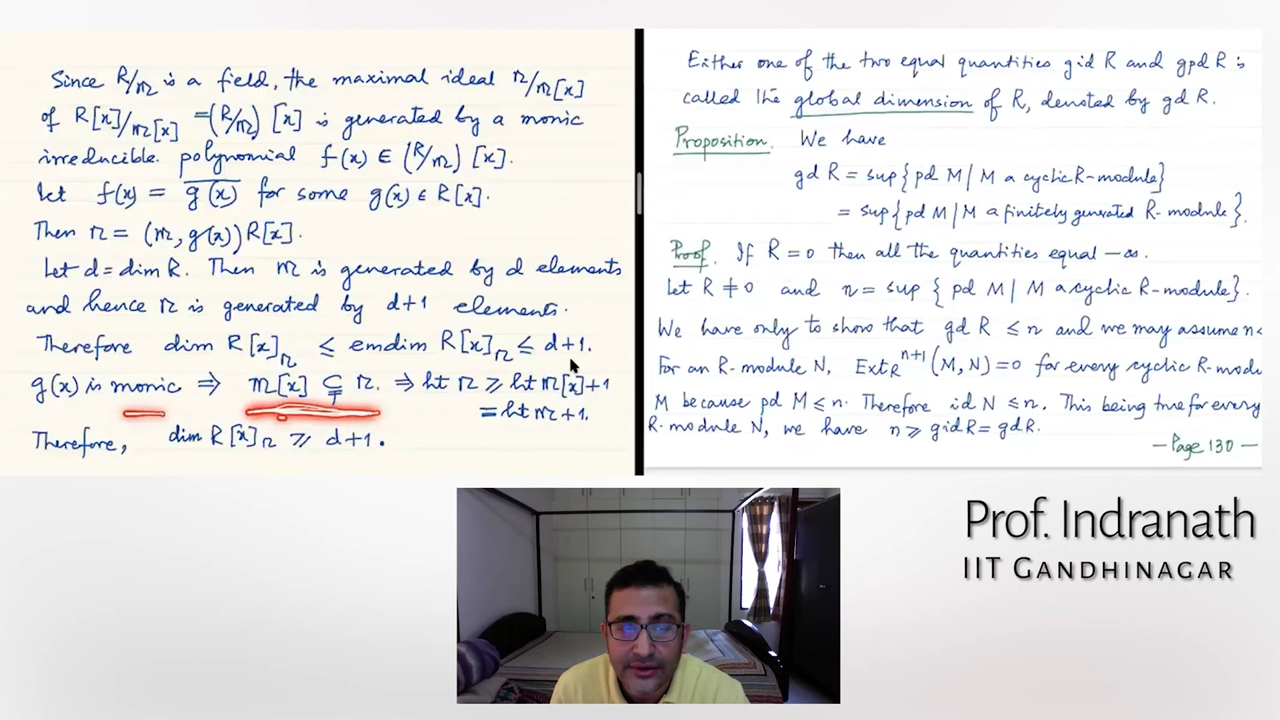 Since R/m is a field, the maximal ideal n/m[x]
of R[x]/m[x] = (R/m)[x] is generated by a monic
irreducible polynomial f(x) ∈ (R/m)[x].
Let f(x) = \overline{g(x)} for some g(x) ∈ R[x].
Then n = (m, g(x))R[x].
Let d = dim R. Then m is generated by d elements
and hence n is generated by d+1 elements.
Therefore dim R[x]_n ≤ emdim R[x]_n ≤ d+1.
g(x) is monic ⇒ m[x] ⊊ n. ⇒ ht n ≥ ht m[x]+1
= ht m+1.
Therefore, dim R[x]_n ≥ d+1.
Either one of the two equal quantities gid R and gpd R is
called the global dimension of R, denoted by gd R.
Proposition. We have
gd R = sup{pd M | M a cyclic R-module}
= sup{pd M | M a finitely generated R-module}.
Proof. If R = 0 then all the quantities equal -∞.
Let R ≠ 0 and n = sup {pd M | M a cyclic R-module}.
We have only to show that gd R ≤ n and we may assume n<
For an R-module N, Ext_R^{n+1}(M,N)=0 for every cyclic R-modu
M because pd M ≤ n. Therefore id N ≤ n. This being true for every
R-module N, we have n ≥ gid R = gd R.
-Page 130-
Prof. Indranath
IIT GANDHINAGAR